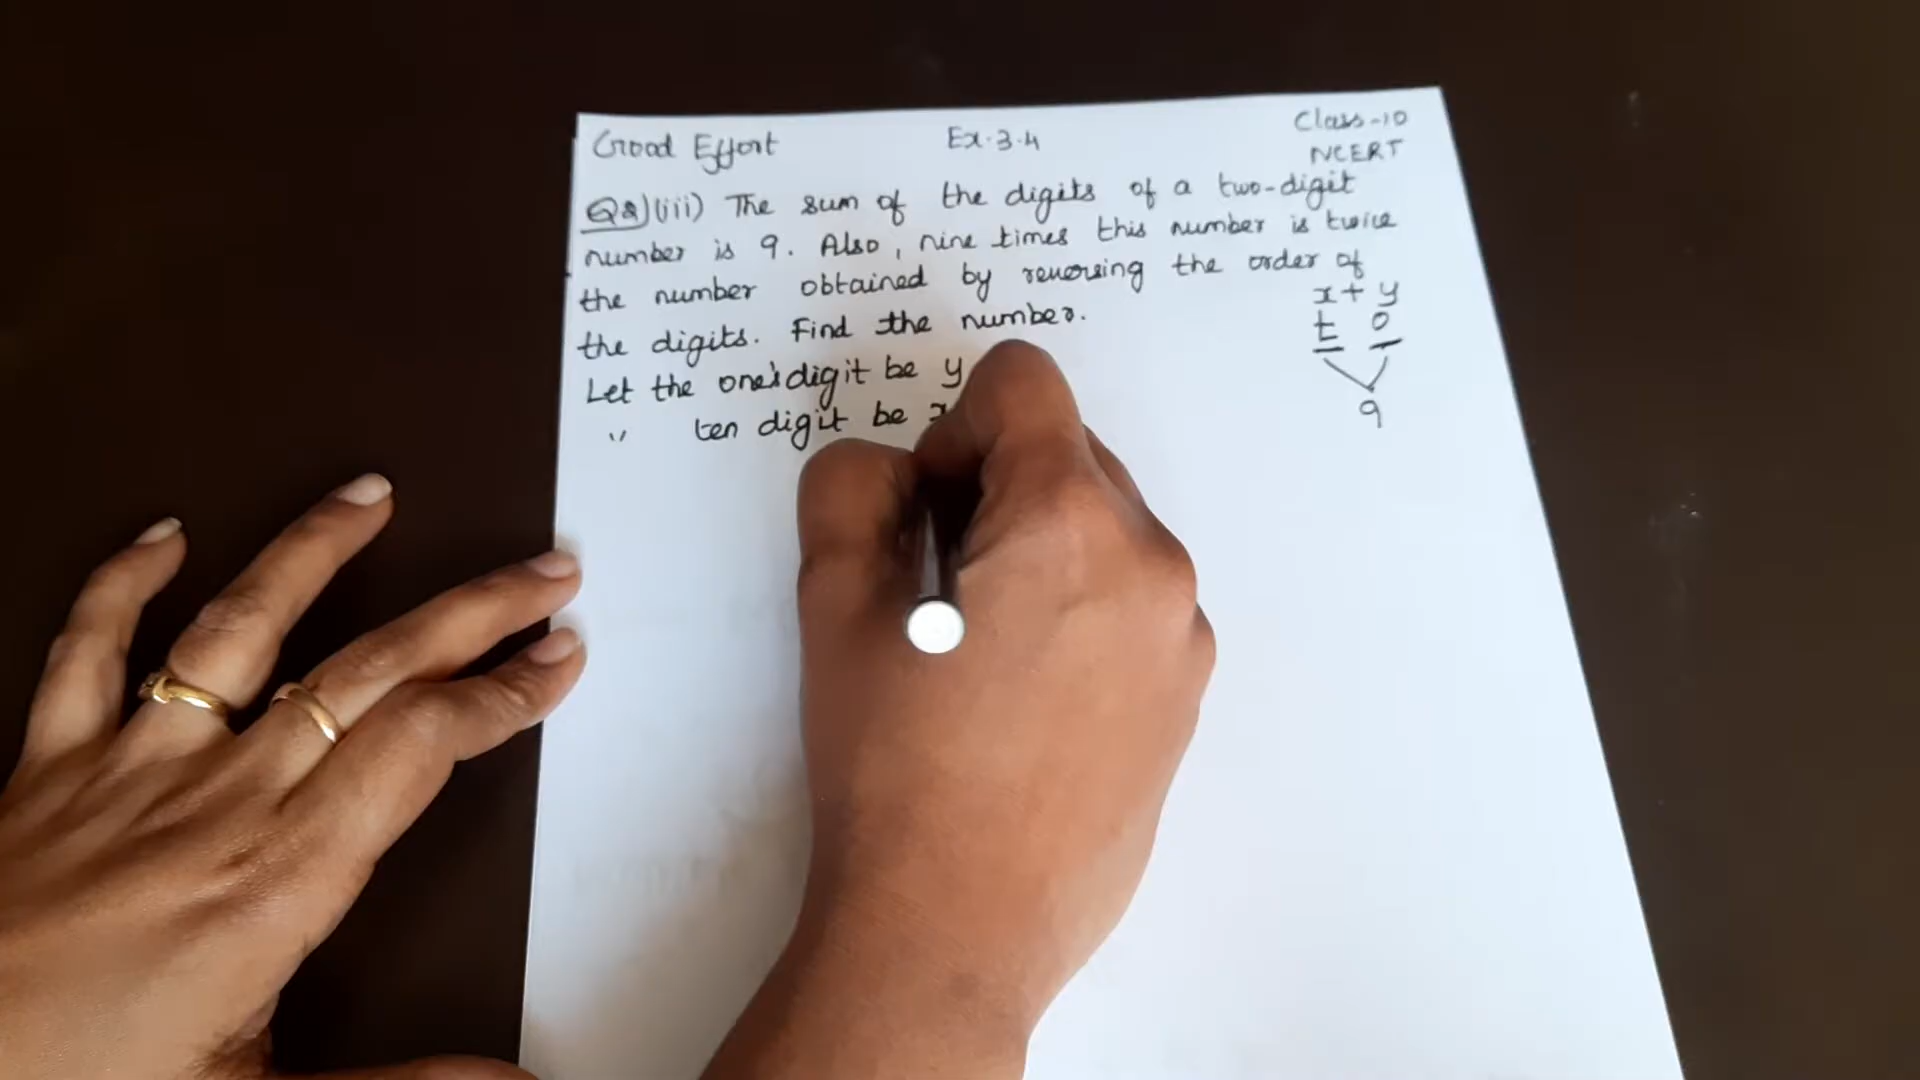 Good Effort Ex.3.4 Class-10
NCERT
Q2)(iii) The sum of the digits of a two-digit
number is 9. Also, nine times this number is twice
the number obtained by reversing the order of
the digits. Find the number.
x + y
t o
9
Let the one's digit be y
" ten digit be x